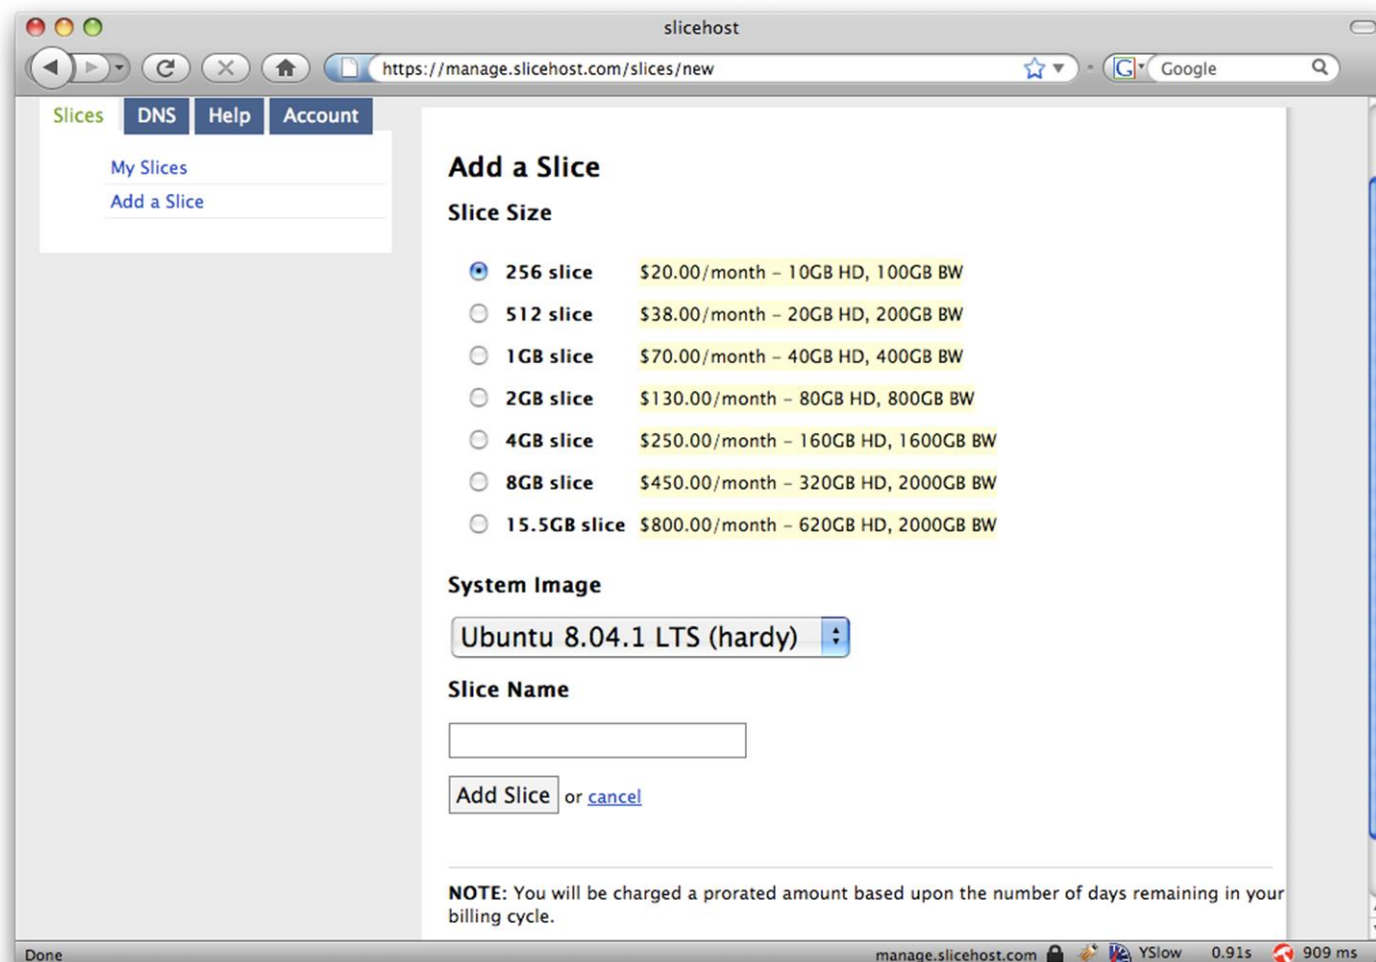 slicehost
https://manage.slicehost.com/slices/new
G Google
Slices DNS Help Account
My Slices
Add a Slice
Add a Slice
Slice Size
256 slice $20.00/month – 10GB HD, 100GB BW
512 slice $38.00/month – 20GB HD, 200GB BW
1GB slice $70.00/month – 40GB HD, 400GB BW
2GB slice $130.00/month – 80GB HD, 800GB BW
4GB slice $250.00/month – 160GB HD, 1600GB BW
8GB slice $450.00/month – 320GB HD, 2000GB BW
15.5GB slice $800.00/month – 620GB HD, 2000GB BW
System Image
Ubuntu 8.04.1 LTS (hardy)
Slice Name
Add Slice or cancel
NOTE: You will be charged a prorated amount based upon the number of days remaining in your
billing cycle.
Done manage.slicehost.com YSlow 0.91s 909 ms